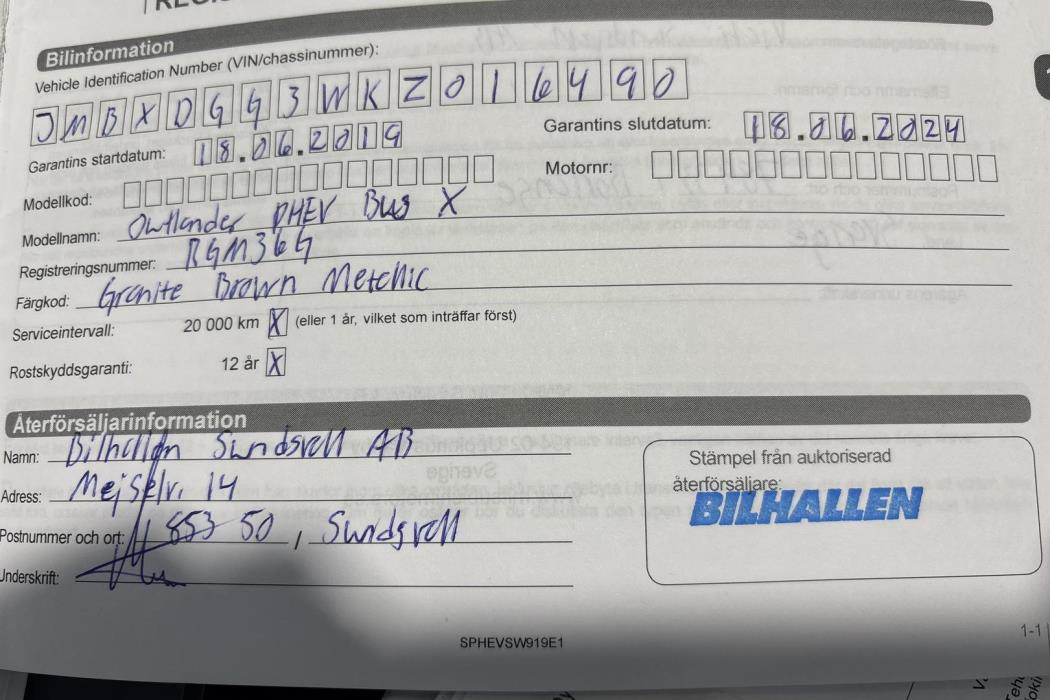 Bilinformation
Vehicle Identification Number (VIN/chassinummer):
JMBXDGG3WKZ016490
Garantins startdatum: 18.06.2019 Garantins slutdatum: 18.06.2024
Modellkod: Motornr:
Modellnamn: Outlander PHEV Bus X
Registreringsnummer: RGM36G
Färgkod: Granite Brown Metallic
Serviceintervall: 20 000 km X (eller 1 år, vilket som inträffar först)
Rostskyddsgaranti: 12 år X
Återförsäljarinformation
Namn: Bilhallen Sundsvall AB
Adress: Mejselv. 14
Postnummer och ort: 853 50, Sundsvall
Underskrift:
Stämpel från auktoriserad
återförsäljare:
BILHALLEN
SPHEVSW919E1
1-1